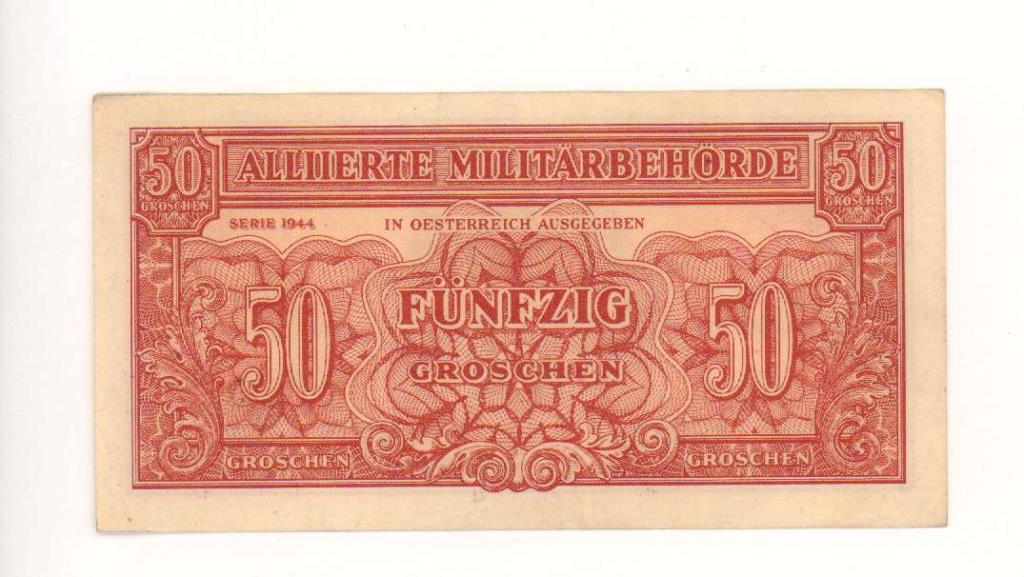 50 ALLIIERTE MILITÄRBEHÖRDE 50
GROSCHEN GROSCHEN
SERIE 1944 IN OESTERREICH AUSGEGEBEN
50 FÜNFZIG 50
GROSCHEN
GROSCHEN GROSCHEN